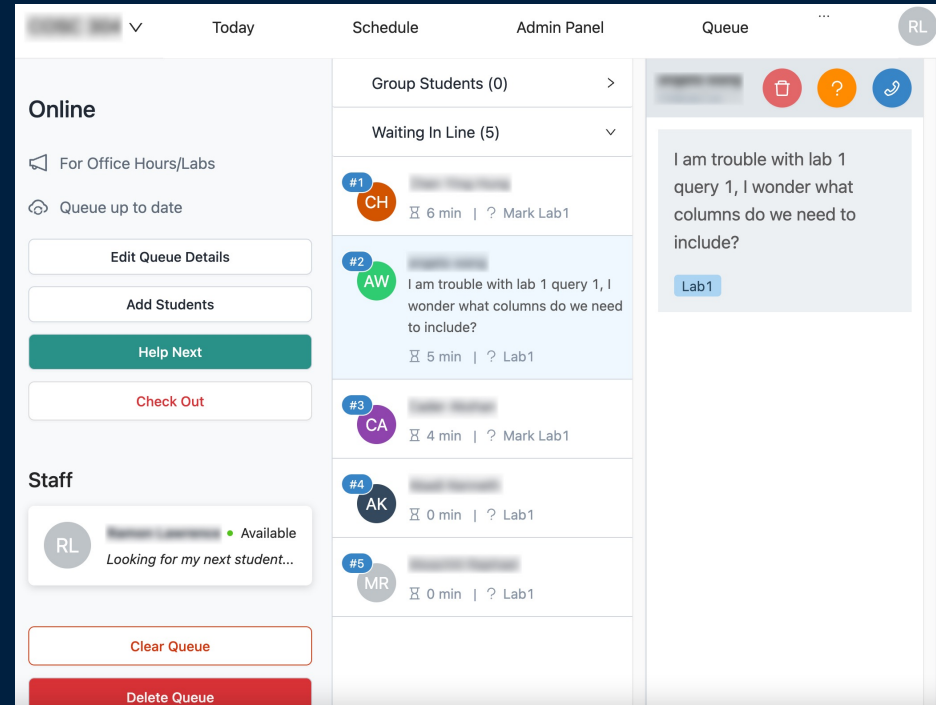 Today
Schedule
Admin Panel
Queue
...
RL
Online
For Office Hours/Labs
Queue up to date
Edit Queue Details
Add Students
Help Next
Check Out
Staff
RL
Available
Looking for my next student...
Clear Queue
Delete Queue
Group Students (0)
Waiting In Line (5)
#1
CH
6 min | ? Mark Lab1
#2
AW
I am trouble with lab 1 query 1, I
wonder what columns do we need
to include?
5 min | ? Lab1
#3
CA
4 min | ? Mark Lab1
#4
AK
0 min | ? Lab1
#5
MR
0 min | ? Lab1
?
I am trouble with lab 1
query 1, I wonder what
columns do we need to
include?
Lab1